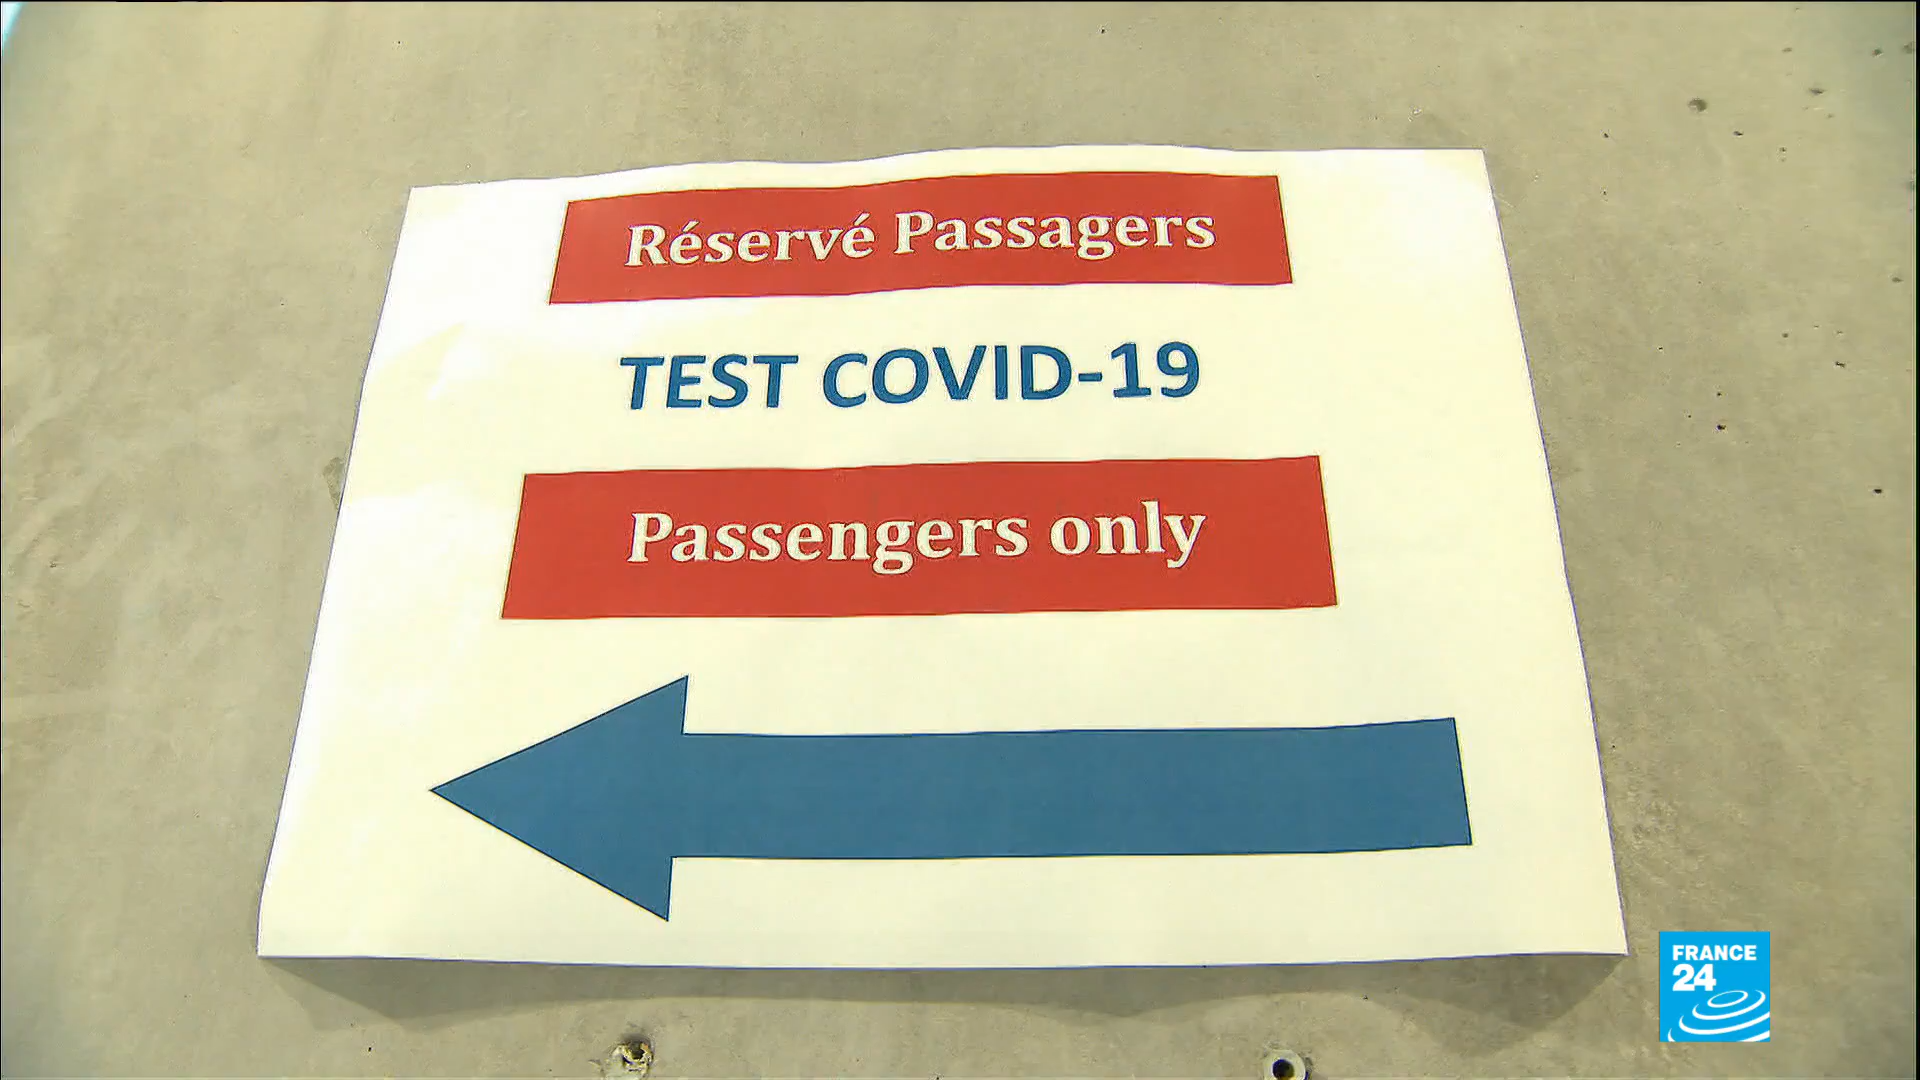 Réservé Passagers
TEST COVID-19
Passengers only
FRANCE
24